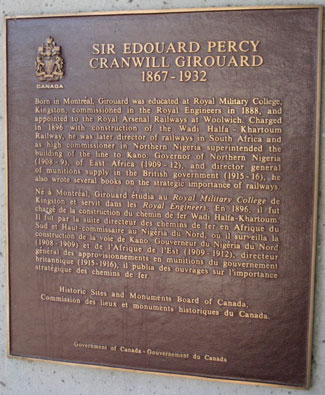 CANADA
SIR EDOUARD PERCY
CRANWILL GIROUARD
1867-1932
Born in Montréal, Girouard was educated at Royal Military College,
Kingston, commissioned in the Royal Engineers in 1888, and
appointed to the Royal Arsenal Railways at Woolwich. Charged
in 1896 with construction of the Wadi Halfa - Khartoum
Railway, he was later director of railways in South Africa and
as high commissioner in Northern Nigeria superintended the
building of the line to Kano. Governor of Northern Nigeria
(1908-9), of East Africa (1909-12), and director general
of munitions supply in the British government (1915-16), he
also wrote several books on the strategic importance of railways.
Né à Montréal, Girouard étudia au Royal Military College de
Kingston et servit dans les Royal Engineers. En 1896, il fut
chargé de la construction du chemin de fer Wadi Halfa-Khartoum.
Il fut par la suite directeur des chemins de fer en Afrique du
Sud et Haut-commissaire au Nigéria du Nord, où il surveilla la
construction de la voie de Kano. Gouverneur du Nigéria du Nord
(1908-1909) et de l'Afrique de l'Est (1909-1912), directeur
général des approvisionnements en munitions du gouvernement
britannique (1915-1916), il publia des ouvrages sur l'importance
stratégique des chemins de fer.
Historic Sites and Monuments Board of Canada.
Commission des lieux et monuments historiques du Canada.
Government of Canada - Gouvernement du Canada